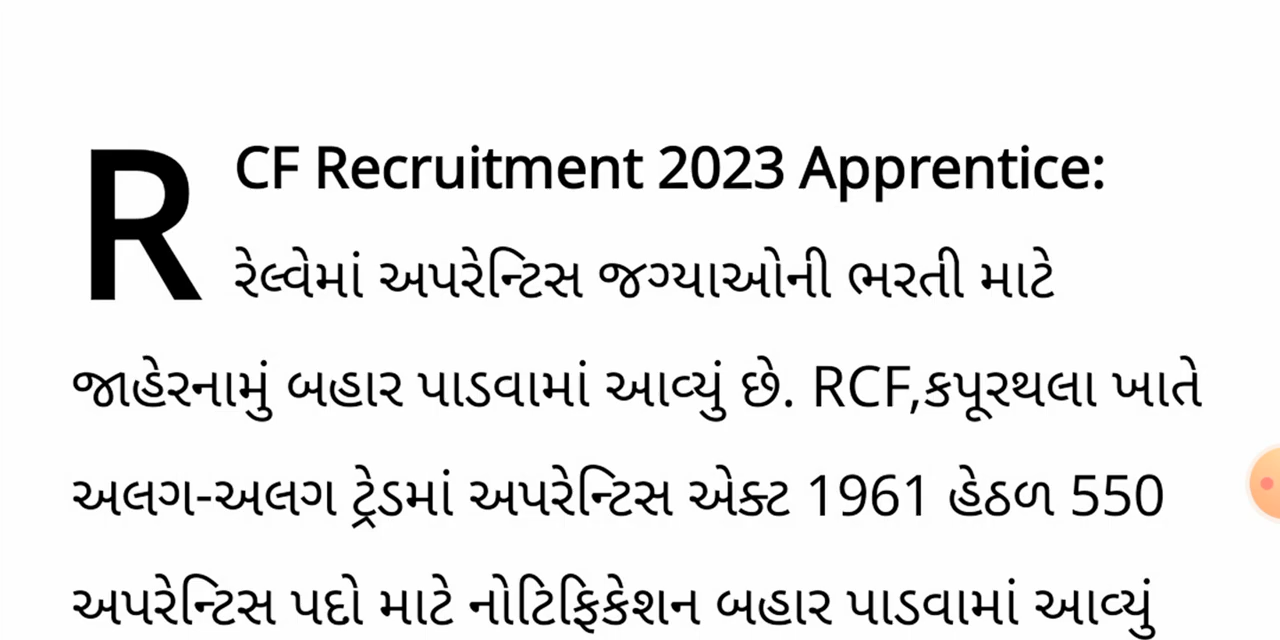 RCF Recruitment 2023 Apprentice:
રેલ્વેમાં અપરેન્ટિસ જગ્યાઓની ભરતી માટે
જાહેરનામું બહાર પાડવામાં આવ્યું છે. RCF,કપૂરથલા ખાતે
અલગ-અલગ ટ્રેડમાં અપરેન્ટિસ એક્ટ 1961 હેઠળ 550
અપરેન્ટિસ પદો માટે નોટિફિકેશન બહાર પાડવામાં આવ્યું